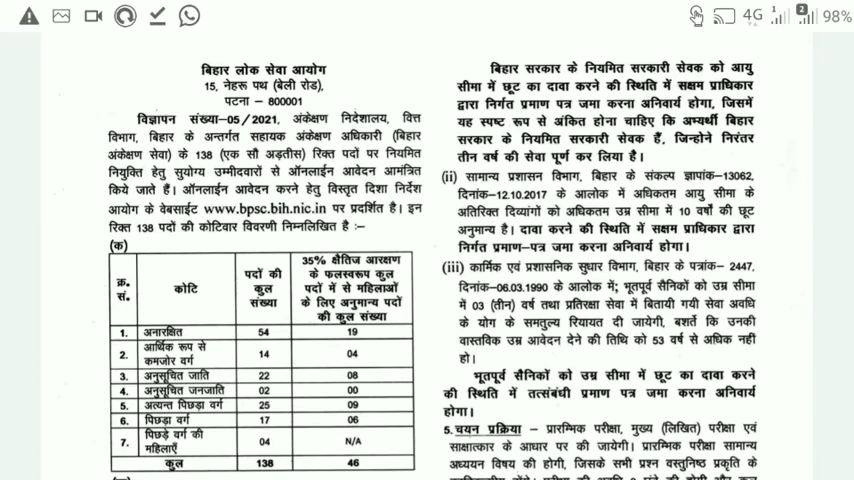 4G
2
98%
बिहार लोक सेवा आयोग
15, नेहरू पथ (बेली रोड),
पटना – 800001
विज्ञापन संख्या–05/2021, अंकेक्षण निदेशालय, वित्त
विभाग, बिहार के अन्तर्गत सहायक अंकेक्षण अधिकारी (बिहार
अंकेक्षण सेवा) के 138 (एक सौ अड़तीस) रिक्त पदों पर नियमित
नियुक्ति हेतु सुयोग्य उम्मीदवारों से ऑनलाईन आवेदन आमंत्रित
किये जाते हैं। ऑनलाईन आवेदन करने हेतु विस्तृत दिशा निर्देश
आयोग के वेबसाईट www.bpsc.bih.nic.in पर प्रदर्शित है। इन
रिक्त 138 पदों की कोटिवार विवरणी निम्नलिखित है :–
(क)
क्र. सं. कोटि पदों की कुल संख्या 35% क्षैतिज आरक्षण के फलस्वरूप कुल पदों में से महिलाओं के लिए अनुमान्य पदों की कुल संख्या
1. अनारक्षित 54 19
2. आर्थिक रूप से कमजोर वर्ग 14 04
3. अनुसूचित जाति 22 08
4. अनुसूचित जनजाति 02 00
5. अत्यन्त पिछड़ा वर्ग 25 09
6. पिछड़ा वर्ग 17 06
7. पिछड़े वर्ग की महिलाएँ 04 N/A
कुल 138 46
बिहार सरकार के नियमित सरकारी सेवक को आयु
सीमा में छूट का दावा करने की स्थिति में सक्षम प्राधिकार
द्वारा निर्गत प्रमाण पत्र जमा करना अनिवार्य होगा, जिसमें
यह स्पष्ट रूप से अंकित होना चाहिए कि अभ्यर्थी बिहार
सरकार के नियमित सरकारी सेवक हैं, जिन्होने निरंतर
तीन वर्ष की सेवा पूर्ण कर लिया है।
(ii) सामान्य प्रशासन विभाग, बिहार के संकल्प ज्ञापांक–13062,
दिनांक–12.10.2017 के आलोक में अधिकतम आयु सीमा के
अतिरिक्त दिव्यांगों को अधिकतम उम्र सीमा में 10 वर्षों की छूट
अनुमान्य है। दावा करने की स्थिति में सक्षम प्राधिकार द्वारा
निर्गत प्रमाण–पत्र जमा करना अनिवार्य होगा।
(iii) कार्मिक एवं प्रशासनिक सुधार विभाग, बिहार के पत्रांक– 2447,
दिनांक–06.03.1990 के आलोक में; भूतपूर्व सैनिकों को उम्र सीमा
में 03 (तीन) वर्ष तथा प्रतिरक्षा सेवा में बितायी गयी सेवा अवधि
के योग के समतुल्य रियायत दी जायेगी, बशर्ते कि उनकी
वास्तविक उम्र आवेदन देने की तिथि को 53 वर्ष से अधिक नहीं
हो।
भूतपूर्व सैनिकों को उम्र सीमा में छूट का दावा करने
की स्थिति में तत्संबंधी प्रमाण पत्र जमा करना अनिवार्य
होगा।
5. चयन प्रक्रिया – प्रारम्भिक परीक्षा, मुख्य (लिखित) परीक्षा एवं
साक्षात्कार के आधार पर की जायेगी। प्रारम्भिक परीक्षा सामान्य
अध्ययन विषय की होगी, जिसके सभी प्रश्न वस्तुनिष्ठ प्रकृति के